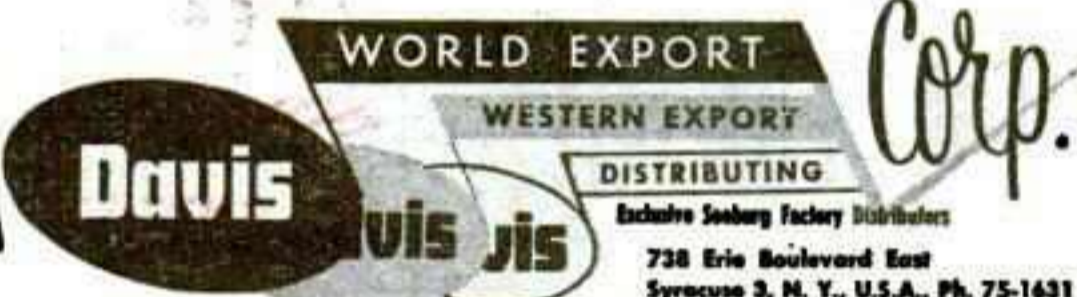 WORLD EXPORT Corp.
WESTERN EXPORT
DISTRIBUTING
Davis vis vis
Exclusive Seeburg Factory Distributors
738 Erie Boulevard East
Syracuse 3, N. Y., U.S.A., Ph. 75-1631